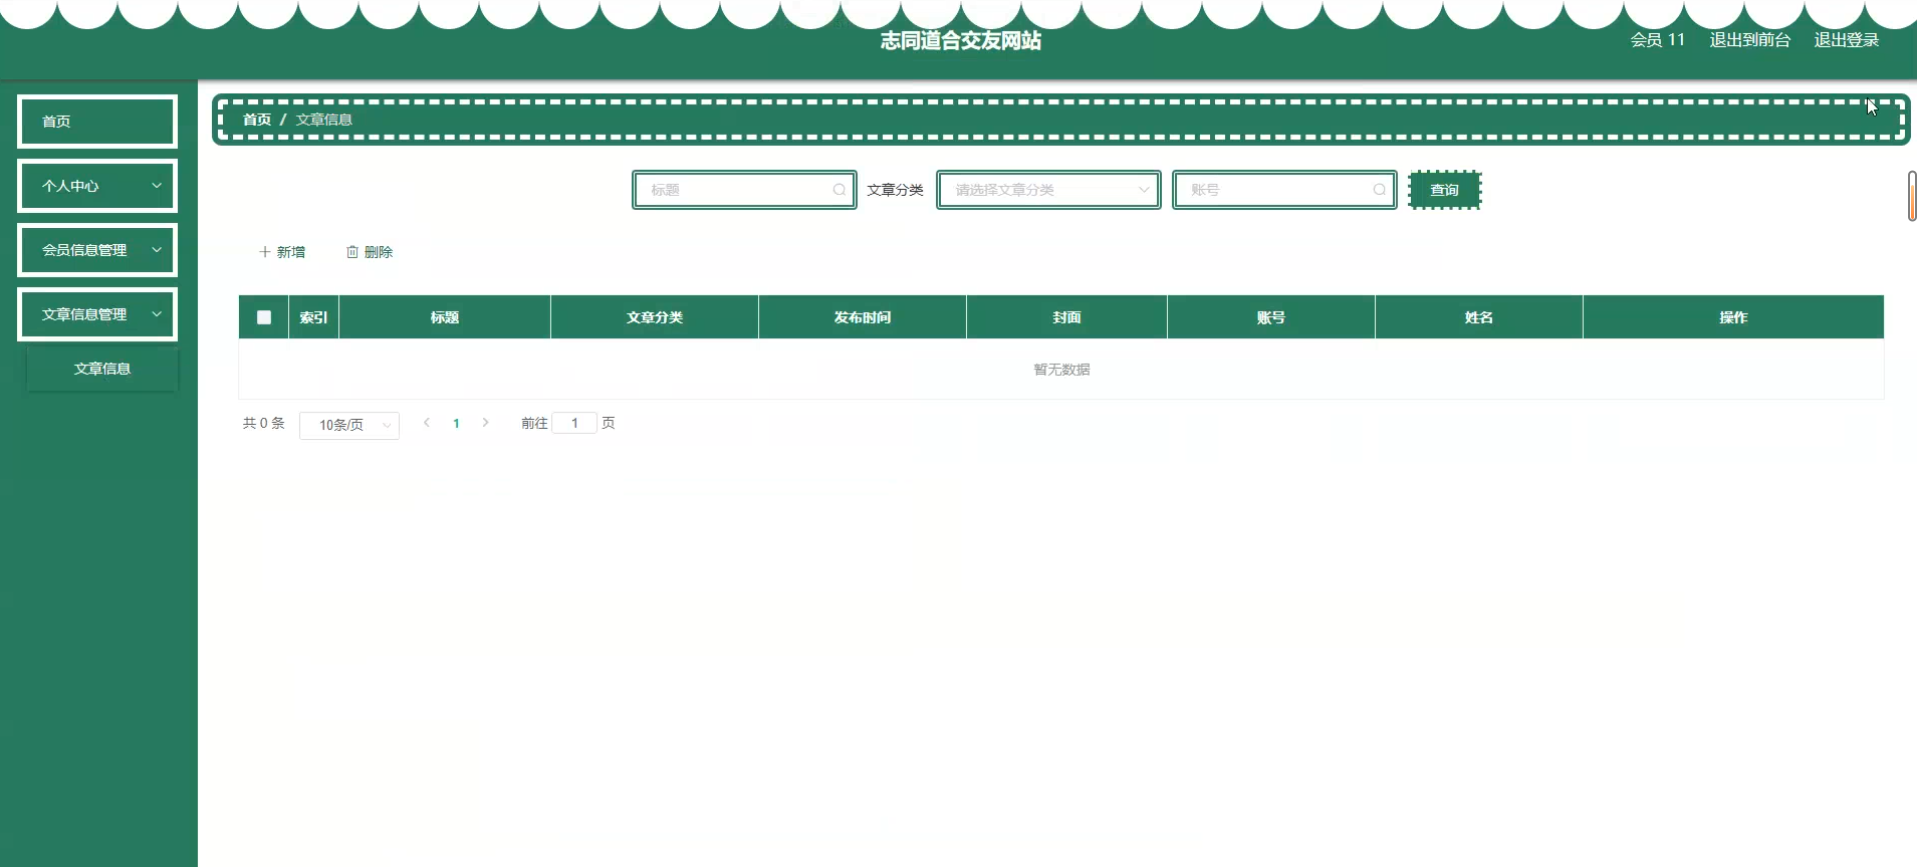 志同道合交友网站
会员 11 退出到前台 退出登录
首页
个人中心
会员信息管理
文章信息管理
文章信息
首页 / 文章信息
标题 文章分类 请选择文章分类 账号 查询
新增 删除
索引 标题 文章分类 发布时间 封面 账号 姓名 操作
暂无数据
共 0 条 10条/页 1 前往 1 页